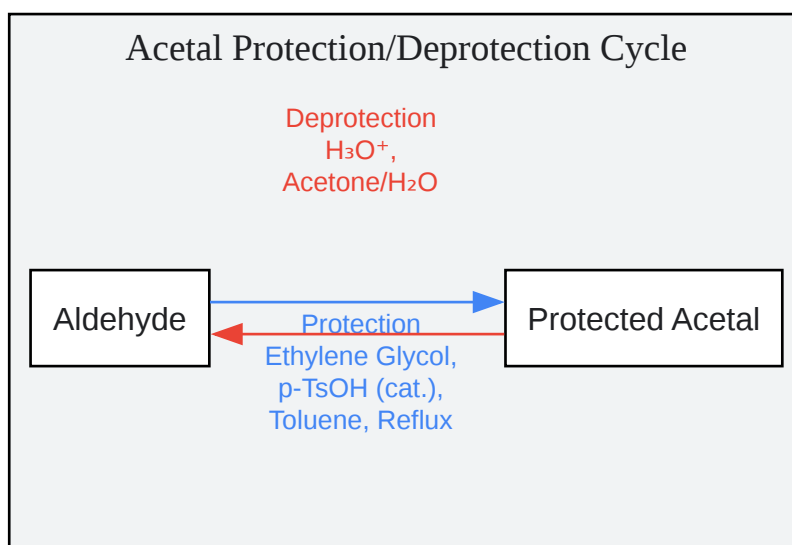 Acetal Protection/Deprotection Cycle
Deprotection
H₃O⁺,
Acetone/H₂O
Aldehyde
Protection
Ethylene Glycol,
p-TsOH (cat.),
Toluene, Reflux
Protected Acetal